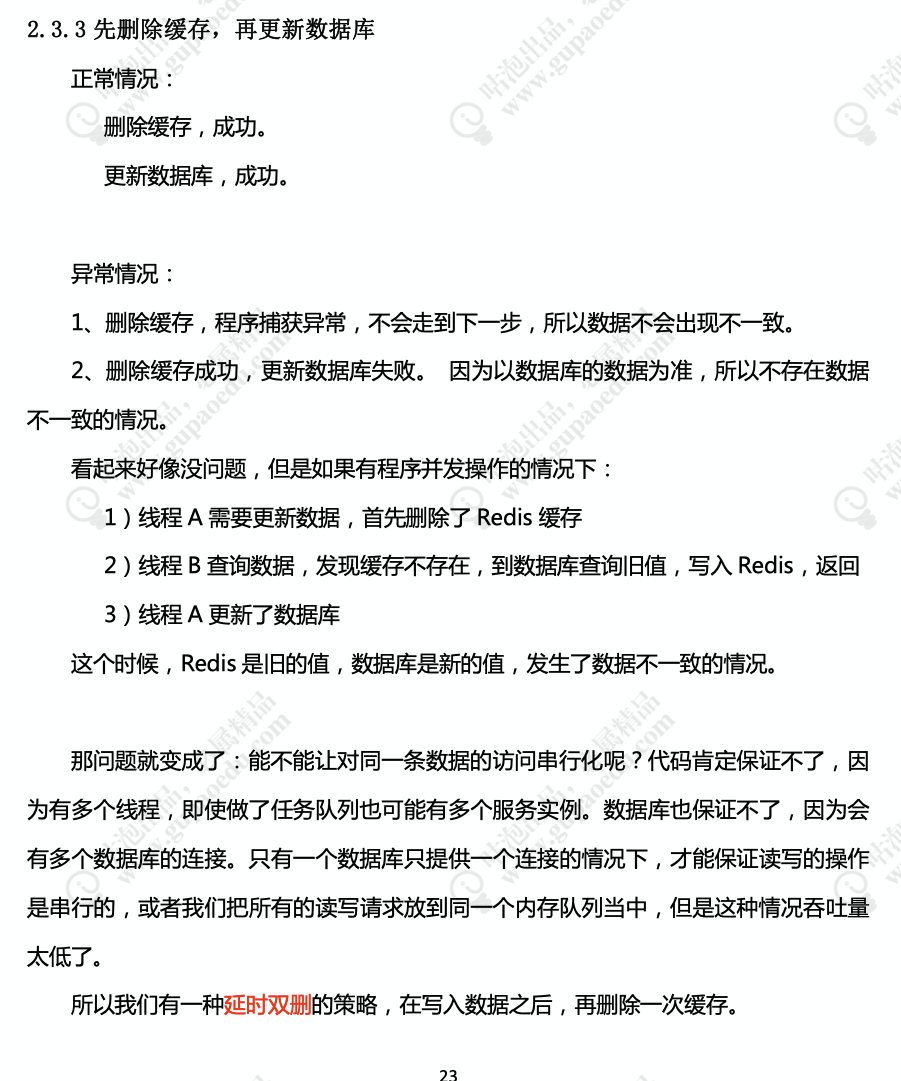 2.3.3 先删除缓存，再更新数据库
正常情况：
删除缓存，成功。
更新数据库，成功。
异常情况：
1、删除缓存，程序捕获异常，不会走到下一步，所以数据不会出现不一致。
2、删除缓存成功，更新数据库失败。 因为以数据库的数据为准，所以不存在数据
不一致的情况。
看起来好像没问题，但是如果有程序并发操作的情况下：
1）线程 A 需要更新数据，首先删除了 Redis 缓存
2）线程 B 查询数据，发现缓存不存在，到数据库查询旧值，写入 Redis，返回
3）线程 A 更新了数据库
这个时候，Redis 是旧的值，数据库是新的值，发生了数据不一致的情况。
那问题就变成了：能不能让对同一条数据的访问串行化呢？代码肯定保证不了，因
为有多个线程，即使做了任务队列也可能有多个服务实例。数据库也保证不了，因为会
有多个数据库的连接。只有一个数据库只提供一个连接的情况下，才能保证读写的操作
是串行的，或者我们把所有的读写请求放到同一个内存队列当中，但是这种情况吞吐量
太低了。
所以我们有一种延时双删的策略，在写入数据之后，再删除一次缓存。
23